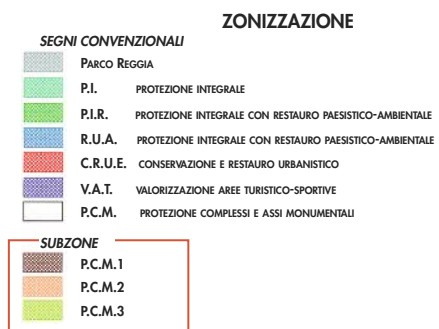 ZONIZZAZIONE
SEGNI CONVENZIONALI
PARCO REGGIA
P.I. PROTEZIONE INTEGRALE
P.I.R. PROTEZIONE INTEGRALE CON RESTAURO PAESISTICO-AMBIENTALE
R.U.A. PROTEZIONE INTEGRALE CON RESTAURO PAESISTICO-AMBIENTALE
C.R.U.E. CONSERVAZIONE E RESTAURO URBANISTICO
V.A.T. VALORIZZAZIONE AREE TURISTICO-SPORTIVE
P.C.M. PROTEZIONE COMPLESSI E ASSI MONUMENTALI
SUBZONE
P.C.M.1
P.C.M.2
P.C.M.3